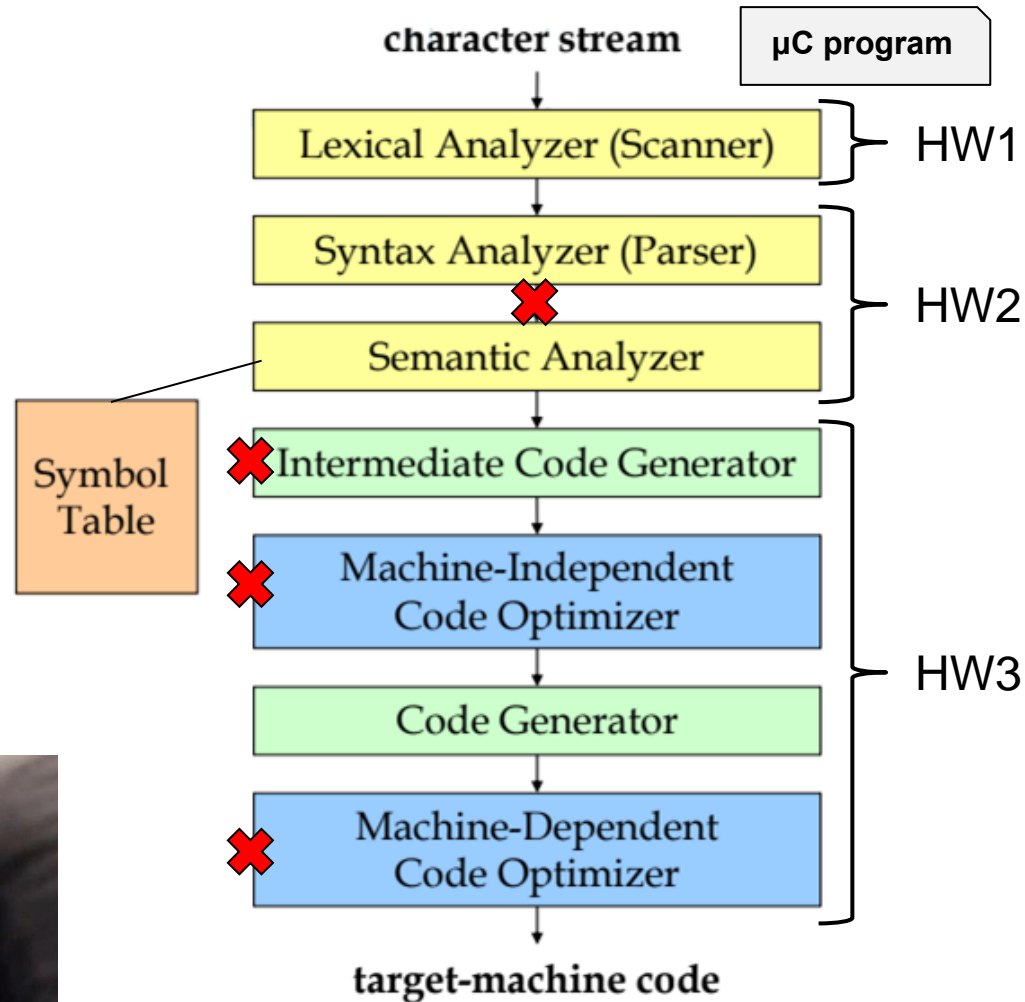 character stream
µC program
Lexical Analyzer (Scanner)
HW1
Syntax Analyzer (Parser)
HW2
Semantic Analyzer
Symbol
Table
Intermediate Code Generator
Machine-Independent
Code Optimizer
HW3
Code Generator
Machine-Dependent
Code Optimizer
target-machine code